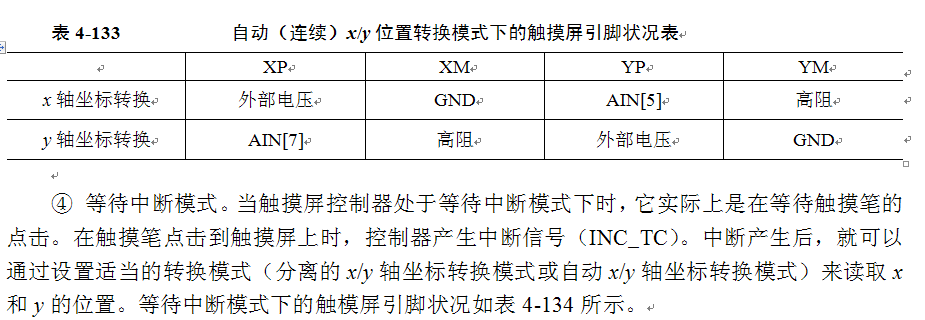 表 4-133 自动（连续）x/y 位置转换模式下的触摸屏引脚状况表
XP XM YP YM
x 轴坐标转换 外部电压 GND AIN[5] 高阻
y 轴坐标转换 AIN[7] 高阻 外部电压 GND
④ 等待中断模式。当触摸屏控制器处于等待中断模式下时，它实际上是在等待触摸笔的
点击。在触摸笔点击到触摸屏上时，控制器产生中断信号（INC_TC）。中断产生后，就可以
通过设置适当的转换模式（分离的 x/y 轴坐标转换模式或自动 x/y 轴坐标转换模式）来读取 x
和 y 的位置。等待中断模式下的触模屏引脚状况如表 4-134 所示。